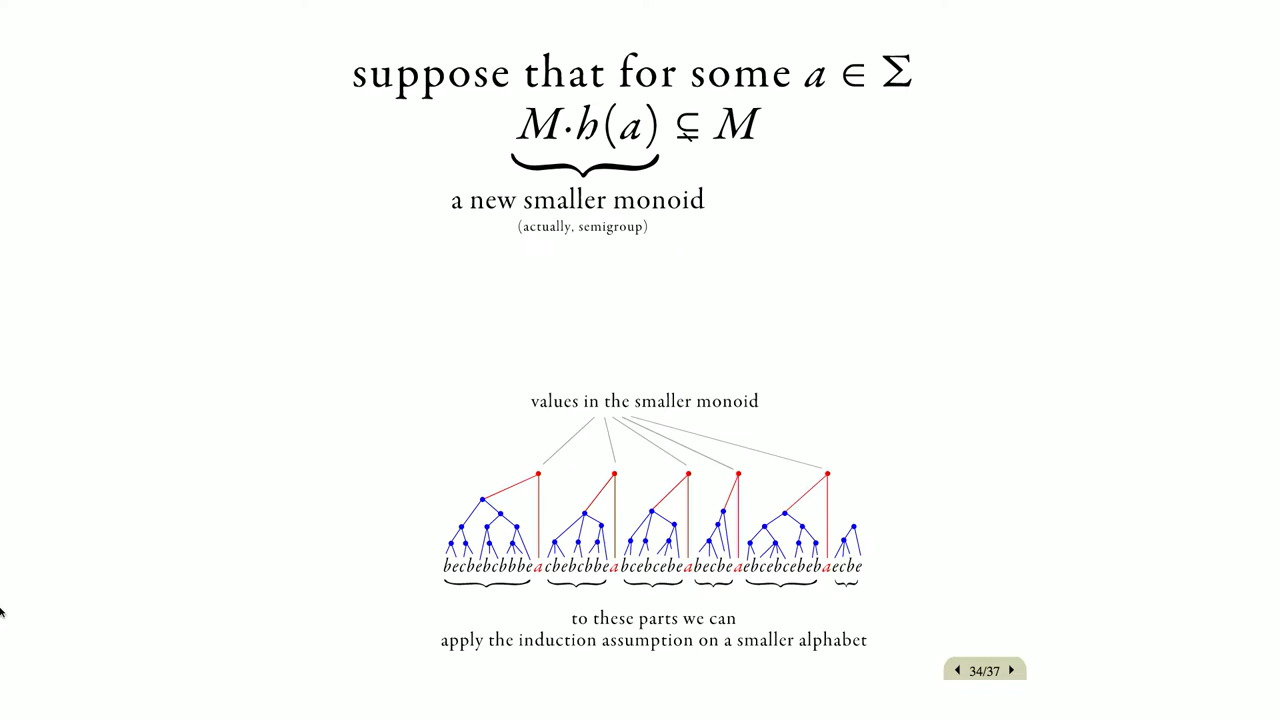 suppose that for some a ∈ Σ
M·h(a) ⊊ M
a new smaller monoid
(actually, semigroup)
values in the smaller monoid
becbebcbbbeacbebcbbeabcebcebeabecbeaebcebcebebaecbe
to these parts we can
apply the induction assumption on a smaller alphabet
34/37